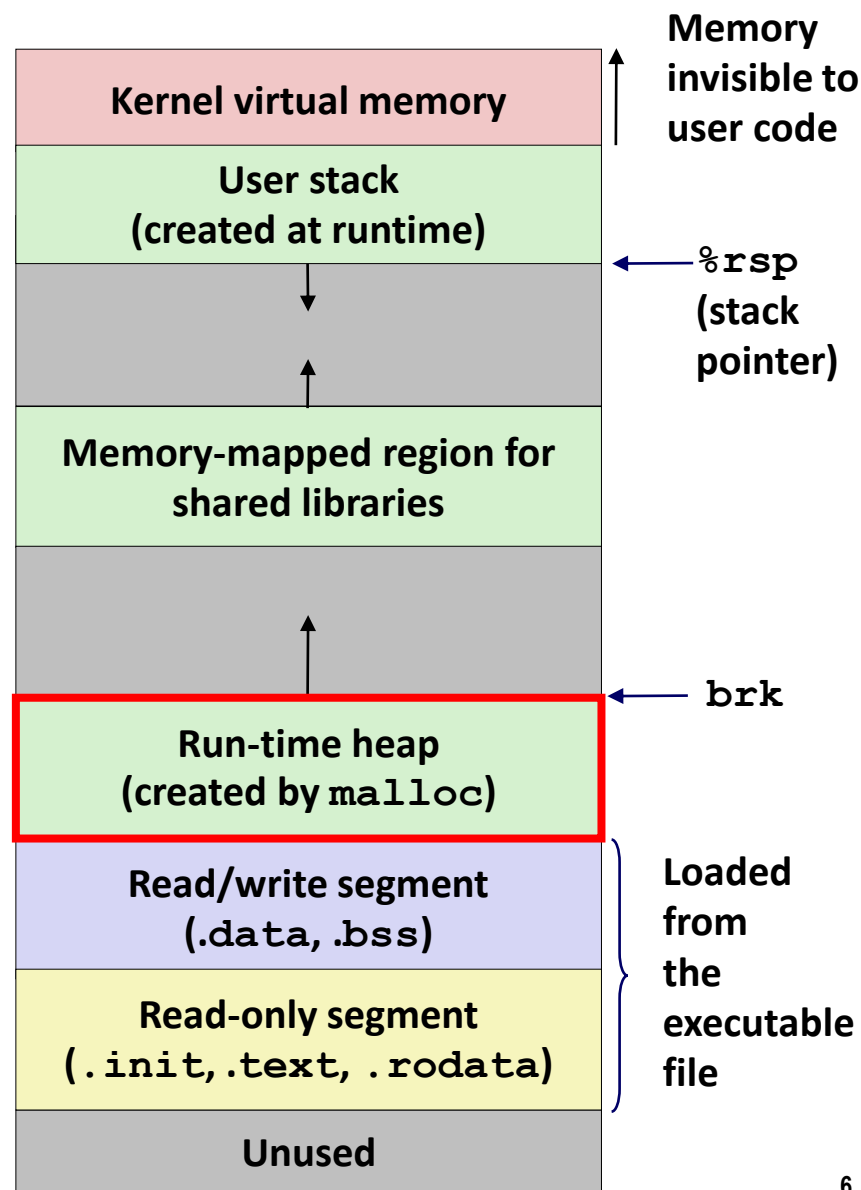 Memory
invisible to
user code
Kernel virtual memory
User stack
(created at runtime)
%rsp
(stack
pointer)
Memory-mapped region for
shared libraries
brk
Run-time heap
(created by malloc)
Read/write segment
(.data, .bss)
Read-only segment
(.init, .text, .rodata)
Loaded
from
the
executable
file
Unused
6